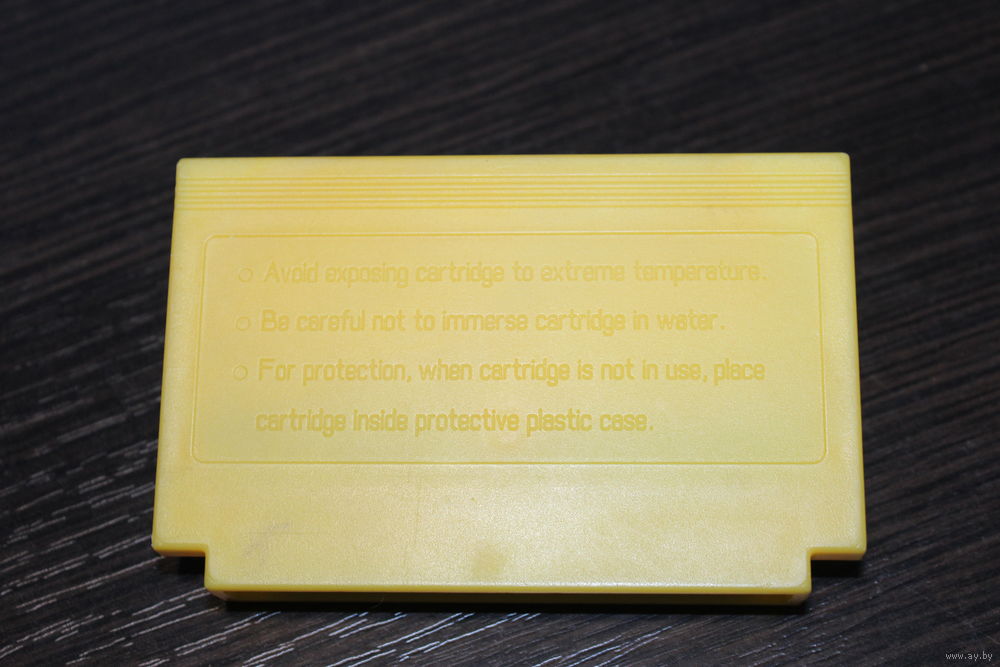 ○ Avoid exposing cartridge to extreme temperature.
○ Be careful not to immerse cartridge in water.
○ For protection, when cartridge is not in use, place
cartridge inside protective plastic case.
www.ay.by